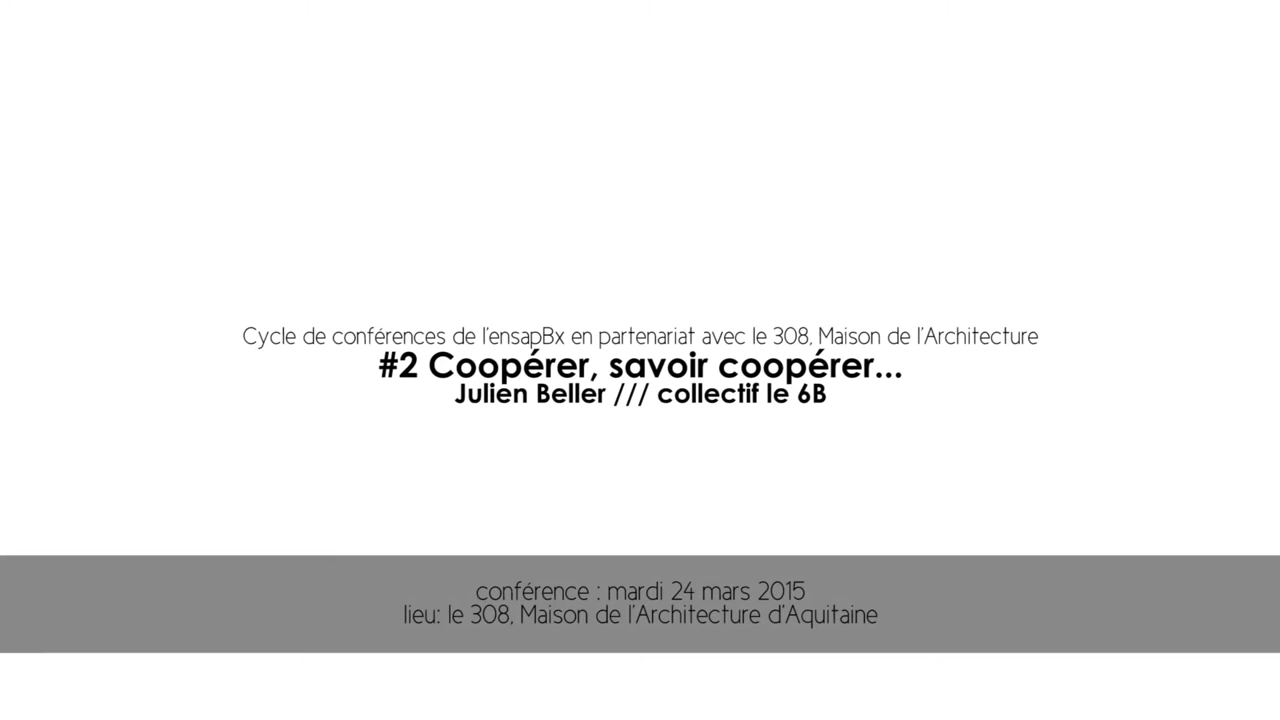 Cycle de conférences de l'ensapBx en partenariat avec le 308, Maison de l'Architecture
#2 Coopérer, savoir coopérer...
Julien Beller /// collectif le 6B
conférence : mardi 24 mars 2015
lieu: le 308, Maison de l'Architecture d'Aquitaine